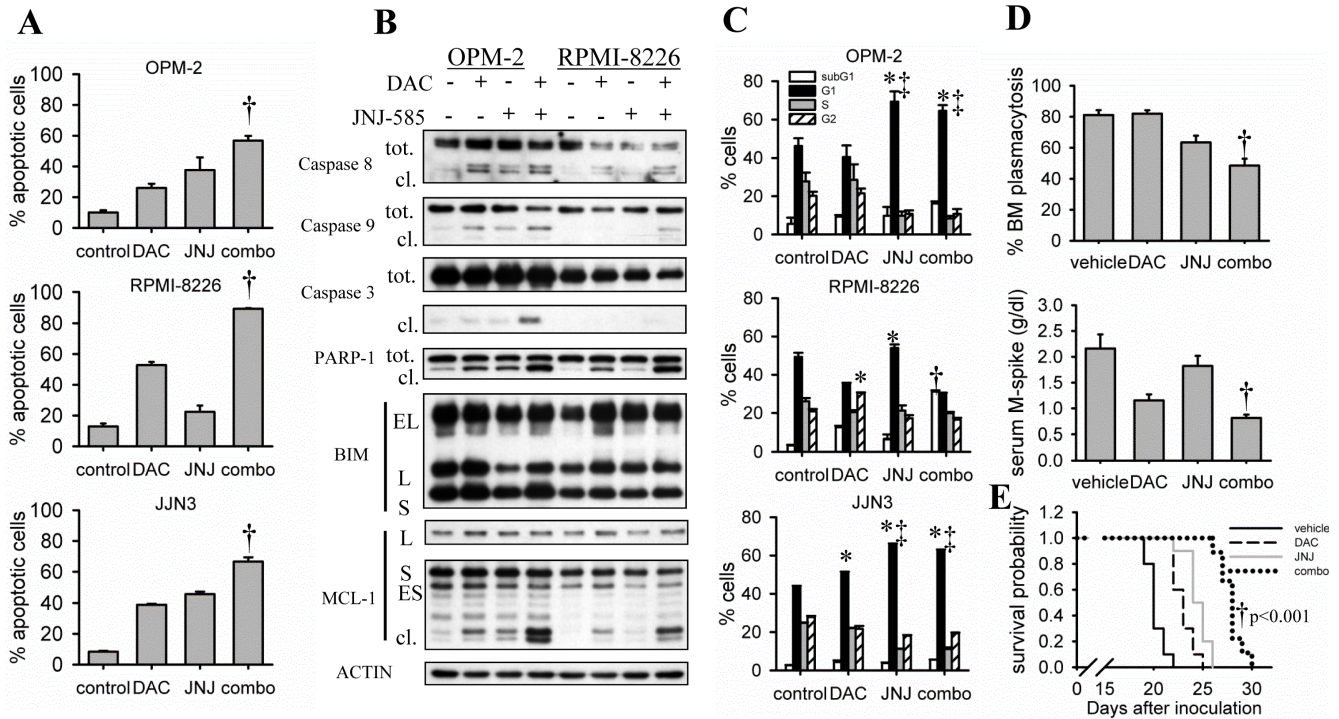 A
OPM-2
% apoptotic cells
100
80
60
40
20
0
†
control DAC JNJ combo
RPMI-8226
% apoptotic cells
100
80
60
40
20
0
†
control DAC JNJ combo
JJN3
% apoptotic cells
100
80
60
40
20
0
†
control DAC JNJ combo
B
OPM-2 RPMI-8226
DAC - + - + - + - +
JNJ-585 - - + + - - + +
Caspase 8 tot.
cl.
Caspase 9 tot.
cl.
Caspase 3 tot.
cl.
PARP-1 tot.
cl.
BIM
EL
L
S
MCL-1
L
S
ES
cl.
ACTIN
C
OPM-2
% cells
80
60
40
20
0
subG1
G1
S
G2
*‡
*‡
control DAC JNJ combo
RPMI-8226
% cells
80
60
40
20
0
*
*
†
control DAC JNJ combo
JJN3
% cells
80
60
40
20
0
*
*‡
*‡
control DAC JNJ combo
D
% BM plasmacytosis
100
80
60
40
20
0
†
vehicle DAC JNJ combo
serum M-spike (g/dl)
3.0
2.5
2.0
1.5
1.0
0.5
0.0
†
vehicle DAC JNJ combo
E
survival probability
1.2
1.0
0.8
0.6
0.4
0.2
0.0
vehicle
DAC
JNJ
combo
† p<0.001
0 15 20 25 30
Days after inoculation